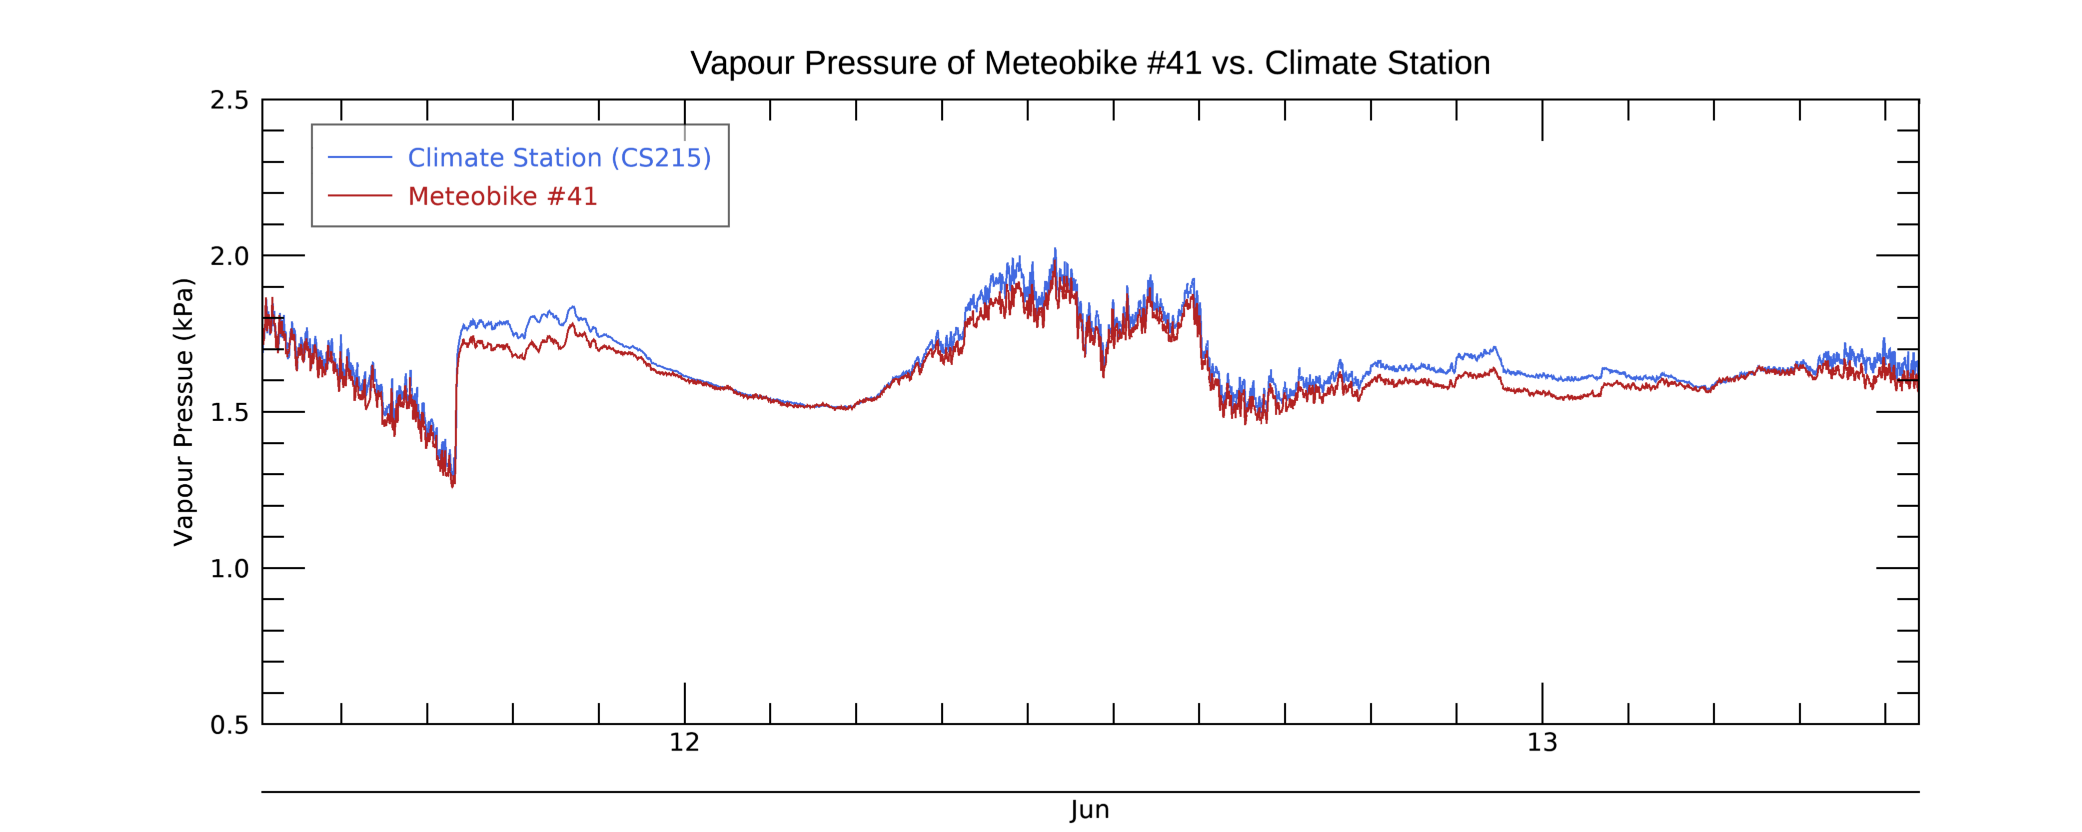 Vapour Pressure of Meteobike #41 vs. Climate Station
2.5
Climate Station (CS215)
Meteobike #41
2.0
1.5
1.0
0.5
Vapour Pressue (kPa)
12
13
Jun